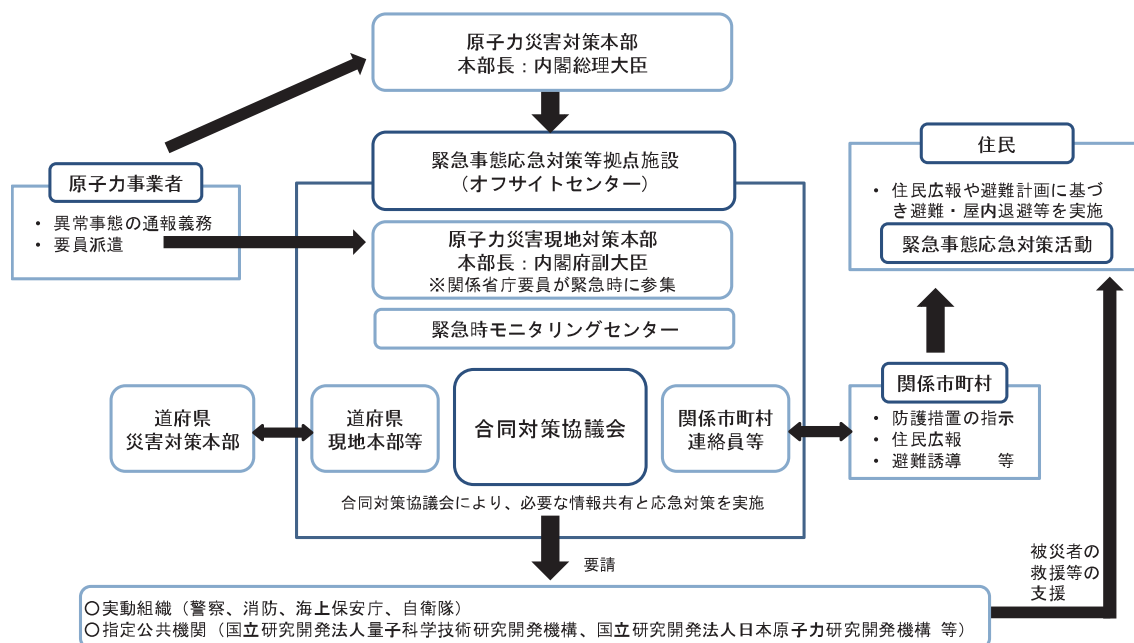 原子力災害対策本部
本部長：内閣総理大臣
緊急事態応急対策等拠点施設
（オフサイトセンター）
原子力事業者
・ 異常事態の通報義務
・ 要員派遣
原子力災害現地対策本部
本部長：内閣府副大臣
※関係省庁要員が緊急時に参集
緊急時モニタリングセンター
住民
・ 住民広報や避難計画に基づ
き避難・屋内退避等を実施
緊急事態応急対策活動
道府県
災害対策本部
道府県
現地本部等
合同対策協議会
関係市町村
連絡員等
関係市町村
・ 防護措置の指示
・ 住民広報
・ 避難誘導　等
合同対策協議会により、必要な情報共有と応急対策を実施
要請
被災者の
救援等の
支援
○実動組織（警察、消防、海上保安庁、自衛隊）
○指定公共機関（国立研究開発法人量子科学技術研究開発機構、国立研究開発法人日本原子力研究開発機構 等）